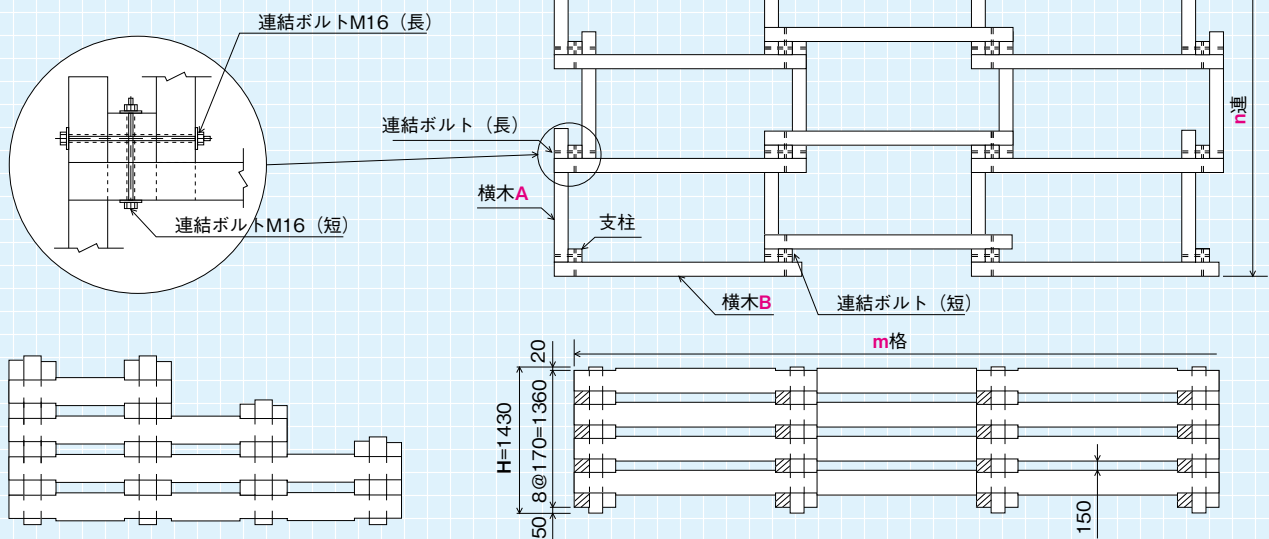 連結ボルトM16（長）
連結ボルト（長）
n連
横木A
支柱
連結ボルトM16（短）
横木B
連結ボルト（短）
m格
20
H=1430
8@170=1360
50
150